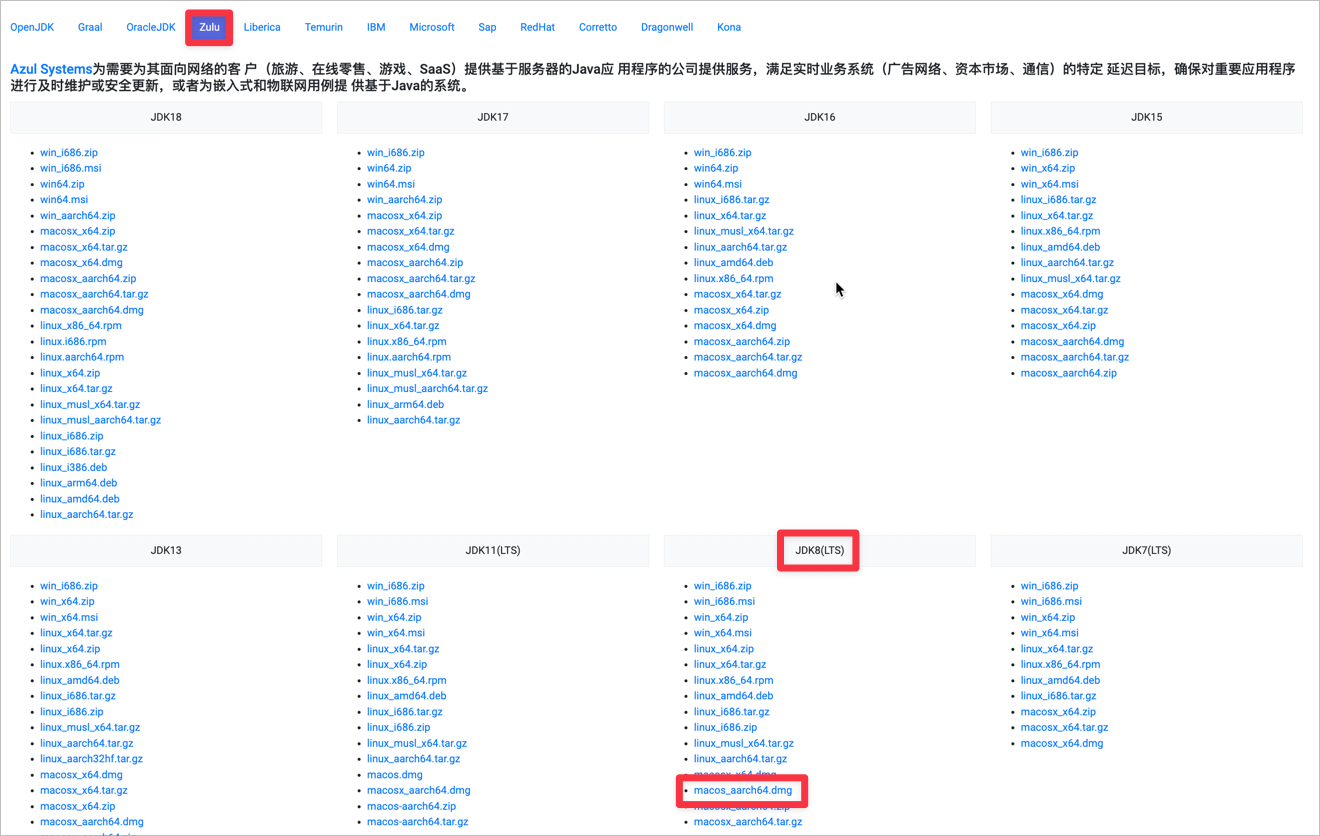 OpenJDK Graal OracleJDK Zulu Liberica Temurin IBM Microsoft Sap RedHat Corretto Dragonwell Kona
Azul Systems为需要为其面向网络的客 户（旅游、在线零售、游戏、SaaS）提供基于服务器的Java应 用程序的公司提供服务，满足实时业务系统（广告网络、资本市场、通信）的特定 延迟目标，确保对重要应用程序
进行及时维护或安全更新，或者为嵌入式和物联网用例提 供基于Java的系统。
JDK18
win_i686.zip
win_i686.msi
win64.zip
win64.msi
win_aarch64.zip
macosx_x64.zip
macosx_x64.tar.gz
macosx_x64.dmg
macosx_aarch64.zip
macosx_aarch64.tar.gz
macosx_aarch64.dmg
linux_x86_64.rpm
linux.i686.rpm
linux.aarch64.rpm
linux_x64.zip
linux_x64.tar.gz
linux_musl_x64.tar.gz
linux_musl_aarch64.tar.gz
linux_i686.zip
linux_i686.tar.gz
linux_i386.deb
linux_arm64.deb
linux_amd64.deb
linux_aarch64.tar.gz
JDK17
win_i686.zip
win64.zip
win64.msi
win_aarch64.zip
macosx_x64.zip
macosx_x64.tar.gz
macosx_x64.dmg
macosx_aarch64.zip
macosx_aarch64.tar.gz
macosx_aarch64.dmg
linux_i686.tar.gz
linux_x64.tar.gz
linux.x86_64.rpm
linux.aarch64.rpm
linux_musl_x64.tar.gz
linux_musl_aarch64.tar.gz
linux_arm64.deb
linux_aarch64.tar.gz
JDK16
win_i686.zip
win64.zip
win64.msi
linux_i686.tar.gz
linux_x64.tar.gz
linux_musl_x64.tar.gz
linux_aarch64.tar.gz
linux_amd64.deb
linux.x86_64.rpm
macosx_x64.tar.gz
macosx_x64.zip
macosx_x64.dmg
macosx_aarch64.zip
macosx_aarch64.tar.gz
macosx_aarch64.dmg
JDK15
win_i686.zip
win_x64.zip
win_x64.msi
linux_i686.tar.gz
linux_x64.tar.gz
linux.x86_64.rpm
linux_amd64.deb
linux_aarch64.tar.gz
linux_musl_x64.tar.gz
macosx_x64.dmg
macosx_x64.tar.gz
macosx_x64.zip
macosx_aarch64.dmg
macosx_aarch64.tar.gz
macosx_aarch64.zip
JDK13
win_i686.zip
win_x64.zip
win_x64.msi
linux_x64.tar.gz
linux_x64.zip
linux.x86_64.rpm
linux_amd64.deb
linux_i686.tar.gz
linux_i686.zip
linux_musl_x64.tar.gz
linux_aarch64.tar.gz
linux_aarch32hf.tar.gz
macosx_x64.dmg
macosx_x64.tar.gz
macosx_x64.zip
macosx_aarch64.dmg
JDK11(LTS)
win_i686.zip
win_i686.msi
win_x64.zip
win_x64.msi
linux_x64.tar.gz
linux_x64.zip
linux.x86_64.rpm
linux_amd64.deb
linux_i686.tar.gz
linux_i686.zip
linux_musl_x64.tar.gz
linux_aarch64.tar.gz
macos.dmg
macosx_aarch64.dmg
macos-aarch64.zip
macos-aarch64.tar.gz
JDK8(LTS)
win_i686.zip
win_i686.msi
win_x64.zip
win_x64.msi
linux_x64.zip
linux_x64.tar.gz
linux.x86_64.rpm
linux_amd64.deb
linux_i686.tar.gz
linux_i686.zip
linux_musl_x64.tar.gz
linux_aarch64.tar.gz
macosx_x64.dmg
macos_aarch64.dmg
macosx_aarch64.zip
macosx_aarch64.tar.gz
JDK7(LTS)
win_i686.zip
win_i686.msi
win_x64.zip
win_x64.msi
linux_x64.tar.gz
linux.x86_64.rpm
linux_amd64.deb
linux_i686.tar.gz
macosx_x64.zip
macosx_x64.tar.gz
macosx_x64.dmg